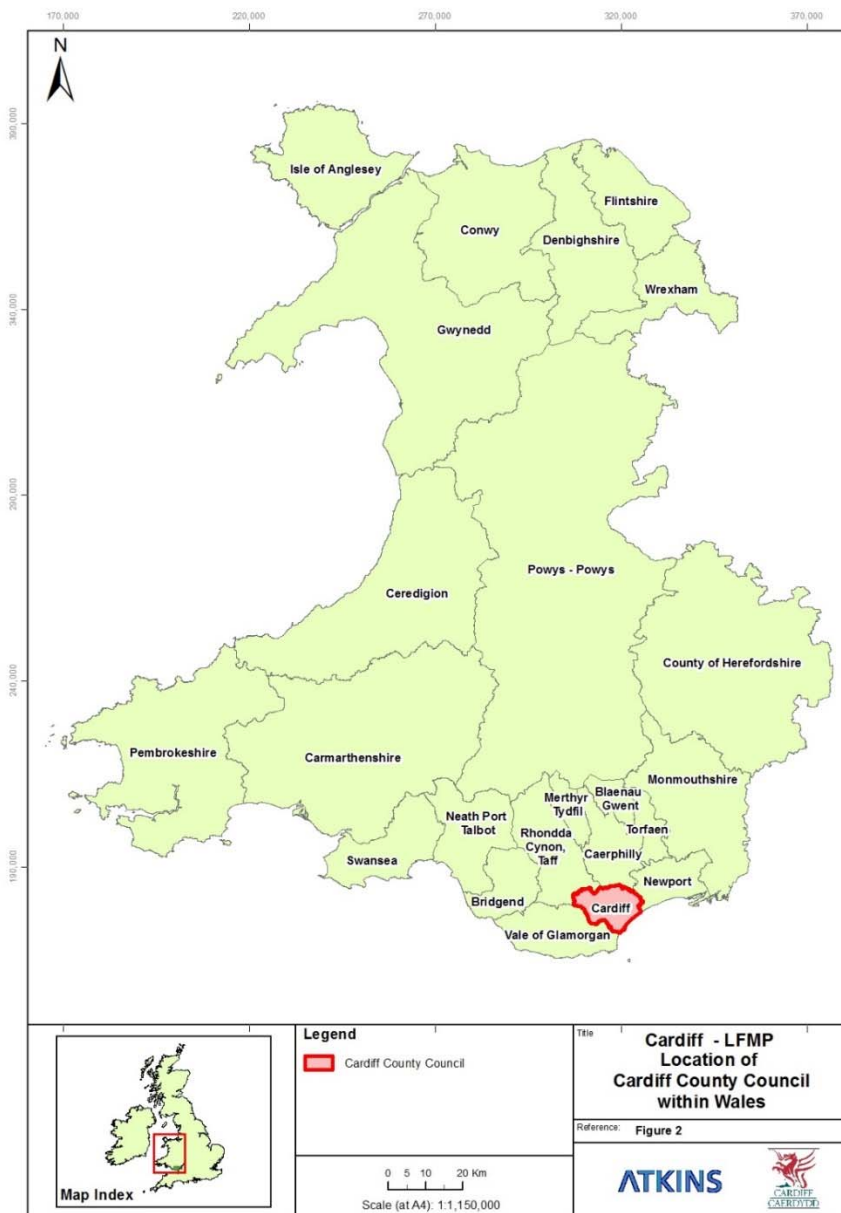 170,000
220,000
270,000
320,000
370,000
N
390,000
340,000
290,000
240,000
190,000
Isle of Anglesey
Flintshire
Conwy
Denbighshire
Wrexham
Gwynedd
Powys - Powys
Ceredigion
County of Herefordshire
Pembrokeshire
Carmarthenshire
Monmouthshire
Merthyr
Tydfil
Blaenau
Gwent
Neath Port
Talbot
Torfaen
Rhondda
Cynon,
Taff
Caerphilly
Swansea
Newport
Bridgend
Cardiff
Vale of Glamorgan
Map Index
Legend
Cardiff County Council
0 5 10 20 Km
Scale (at A4): 1:1,150,000
Title
Cardiff - LFMP
Location of
Cardiff County Council
within Wales
Reference: Figure 2
ATKINS
CARDIFF
CAERDYDD